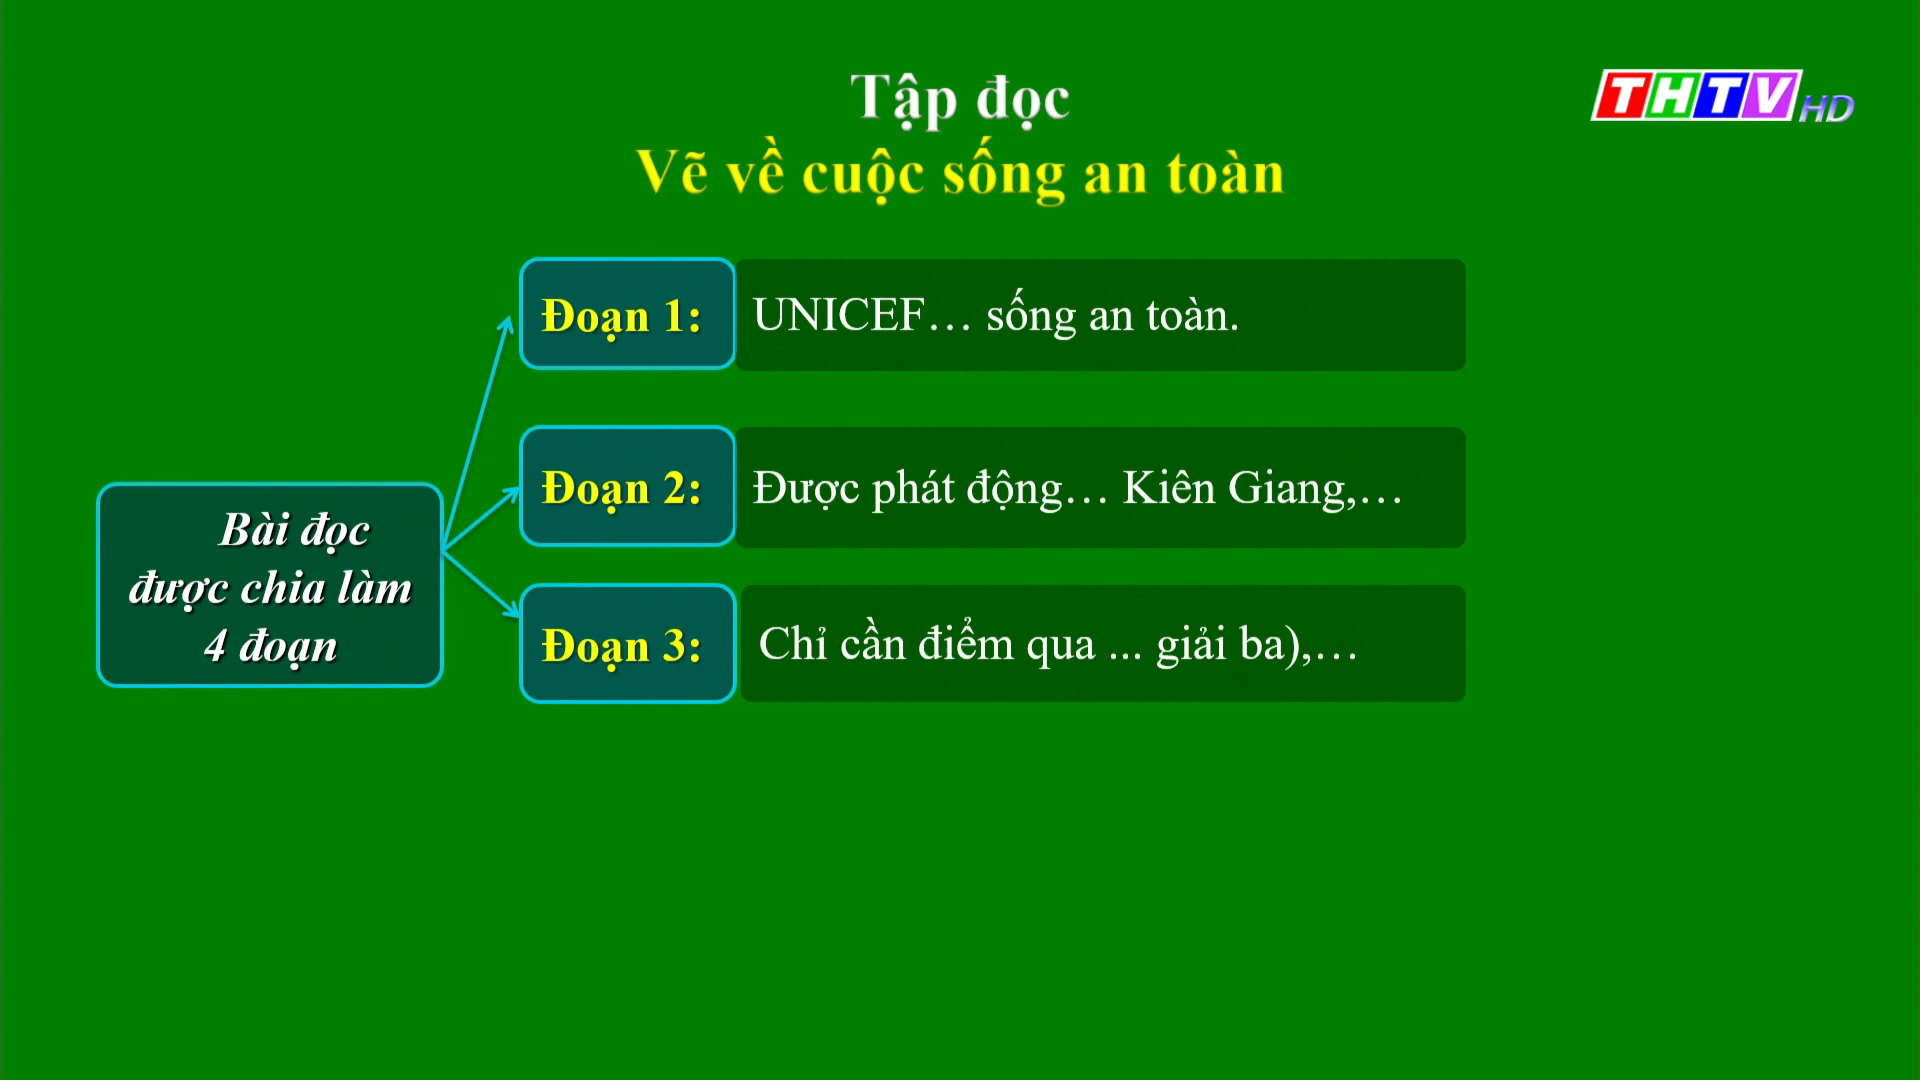 Tập đọc
Vẽ về cuộc sống an toàn
THTV HD
Đoạn 1: UNICEF… sống an toàn.
Đoạn 2: Được phát động… Kiên Giang,…
Bài đọc
được chia làm
4 đoạn
Đoạn 3: Chỉ cần điểm qua ... giải ba),…